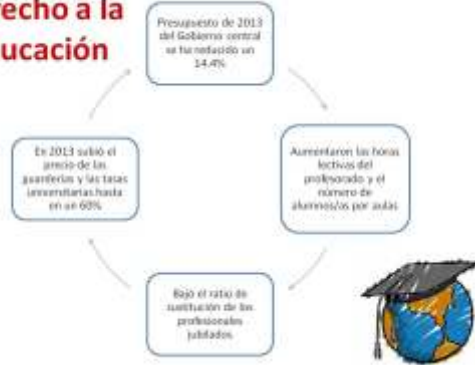 recho a la
ucación
Presupuesto de 2013
del Gobierno central
se ha reducido un
14.4%
Aumentaron las horas
lectivas del
profesorado y el
número de
alumnos/as por aulas
Bajó el ratio de
sustitución de los
profesionales
jubilados
En 2013 subió el
precio de las
guarderías y las tasas
universitarias hasta
en un 60%